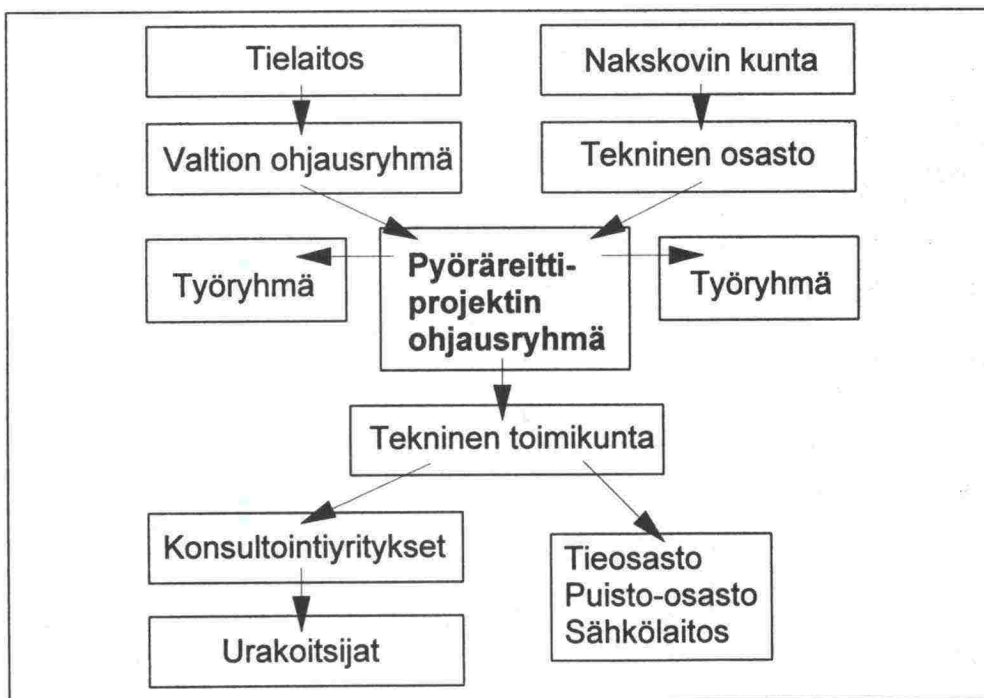 Tielaitos
Nakskovin kunta
Valtion ohjausryhmä
Tekninen osasto
Työryhmä
Pyöräreitti-
projektin
ohjausryhmä
Työryhmä
Tekninen toimikunta
Konsultointiyritykset
Tieosasto
Puisto-osasto
Sähkölaitos
Urakoitsijat